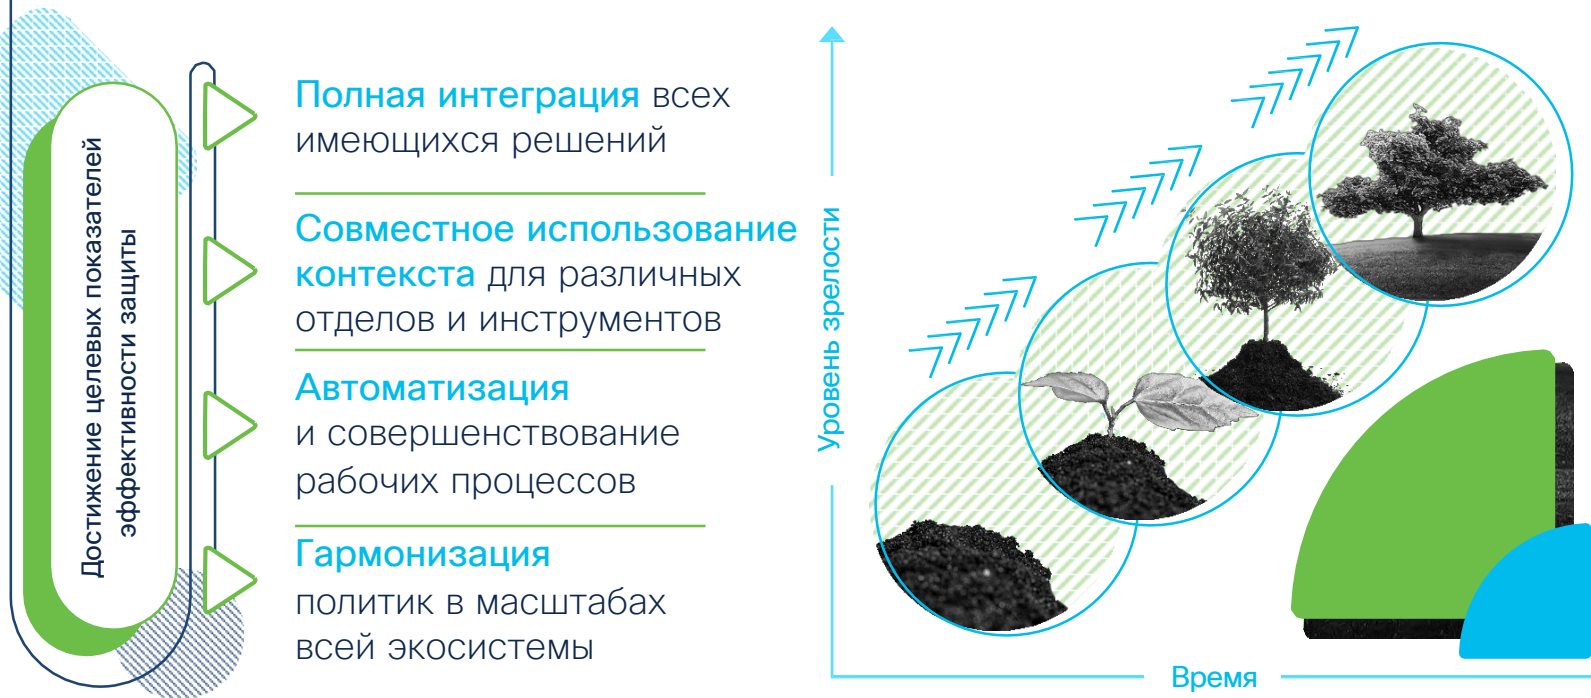 Достижение целевых показателей
эффективности защиты
Полная интеграция всех
имеющихся решений
Совместное использование
контекста для различных
отделов и инструментов
Автоматизация
и совершенствование
рабочих процессов
Гармонизация
политик в масштабах
всей экосистемы
Уровень зрелости
Время